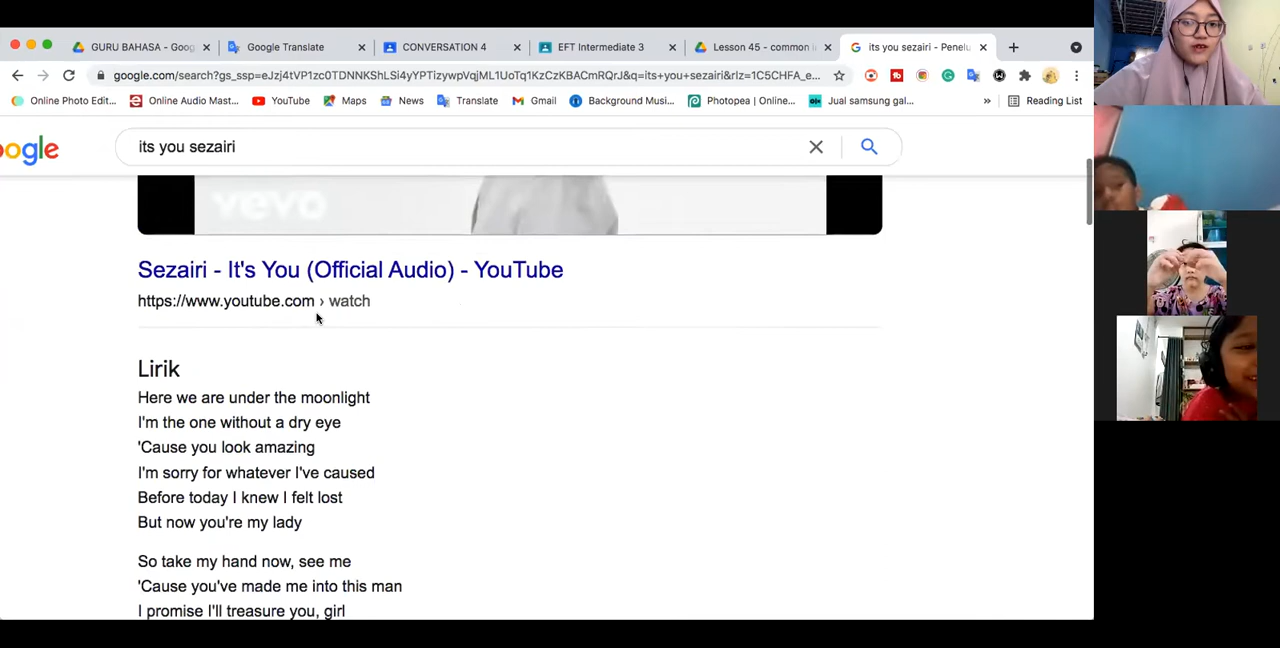 GURU BAHASA - Goog
Google Translate
CONVERSATION 4
EFT Intermediate 3
Lesson 45 - common i
its you sezairi - Penelu
google.com/search?gs_ssp=eJzj4tVP1zc0TDNNKShLSi4yYPTizywpVqjML1UoTq1KzCzKBACmRQrJ&q=its+you+sezairi&rlz=1C5CHFA_e...
Online Photo Edit...
Online Audio Mast...
YouTube
Maps
News
Translate
Gmail
Background Musi...
Photopea | Online...
Jual samsung gal...
»
Reading List
ogle
its you sezairi
vevo
Sezairi - It's You (Official Audio) - YouTube
https://www.youtube.com › watch
Lirik
Here we are under the moonlight
I'm the one without a dry eye
'Cause you look amazing
I'm sorry for whatever I've caused
Before today I knew I felt lost
But now you're my lady
So take my hand now, see me
'Cause you've made me into this man
I promise I'll treasure you, girl